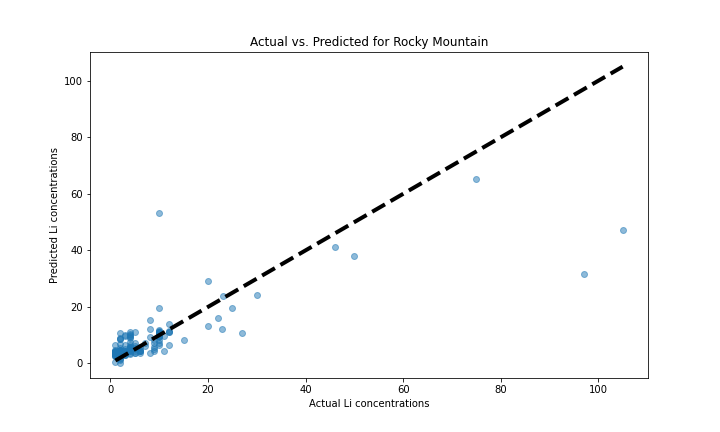 Actual vs. Predicted for Rocky Mountain
100
80
60
40
20
0
Predicted Li concentrations
0 20 40 60 80 100
Actual Li concentrations